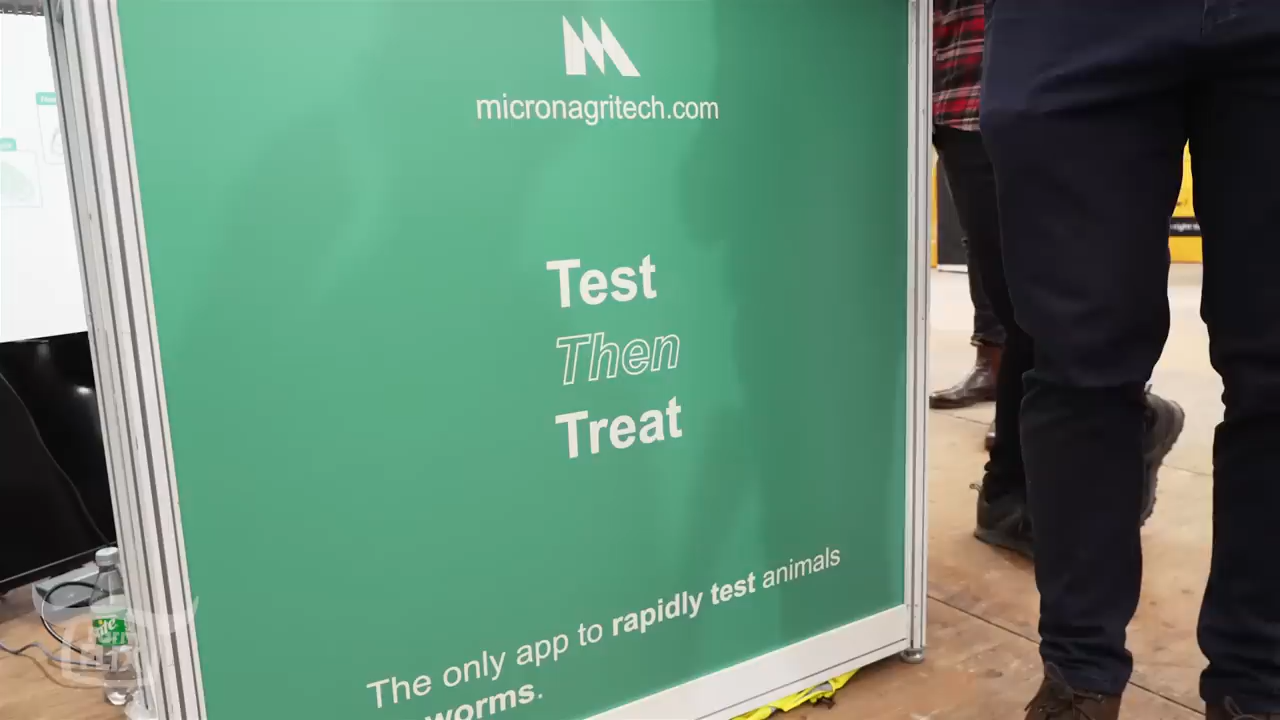 micronagritech.com
Test
Then
Treat
The only app to rapidly test animals
worms.